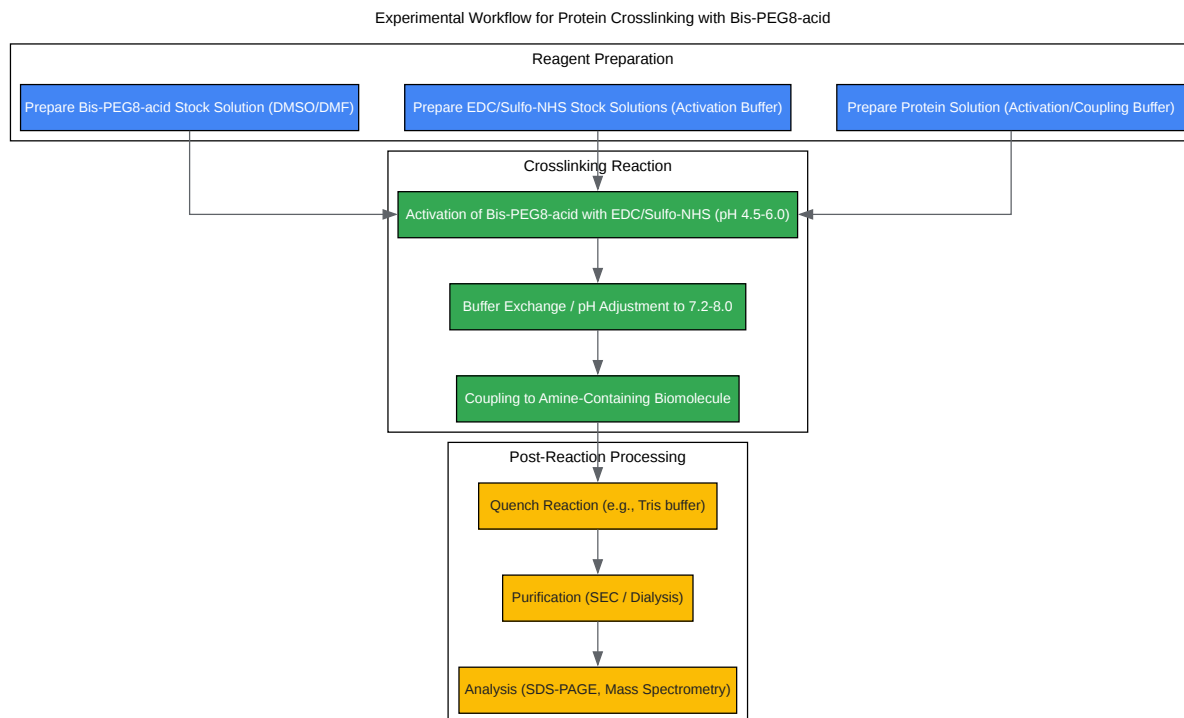 Experimental Workflow for Protein Crosslinking with Bis-PEG8-acid
Reagent Preparation
Prepare Bis-PEG8-acid Stock Solution (DMSO/DMF)
Prepare EDC/Sulfo-NHS Stock Solutions (Activation Buffer)
Prepare Protein Solution (Activation/Coupling Buffer)
Crosslinking Reaction
Activation of Bis-PEG8-acid with EDC/Sulfo-NHS (pH 4.5-6.0)
Buffer Exchange / pH Adjustment to 7.2-8.0
Coupling to Amine-Containing Biomolecule
Post-Reaction Processing
Quench Reaction (e.g., Tris buffer)
Purification (SEC / Dialysis)
Analysis (SDS-PAGE, Mass Spectrometry)